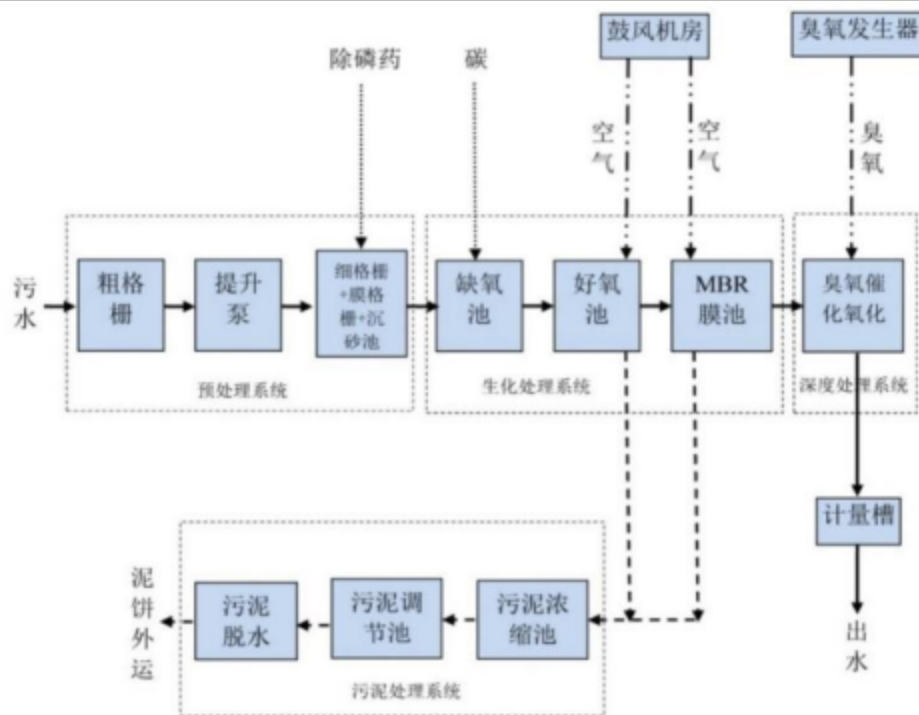 鼓风机房
臭氧发生器
除磷药
碳
空
气
空
气
臭
氧
污
水
粗格
栅
提升
泵
细格栅
+膜格
栅+沉
砂池
缺氧
池
好氧
池
MBR
膜池
臭氧催
化氧化
预处理系统
生化处理系统
深度处理系统
计量槽
泥
饼
外
运
污泥
脱水
污泥调
节池
污泥浓
缩池
出
水
污泥处理系统